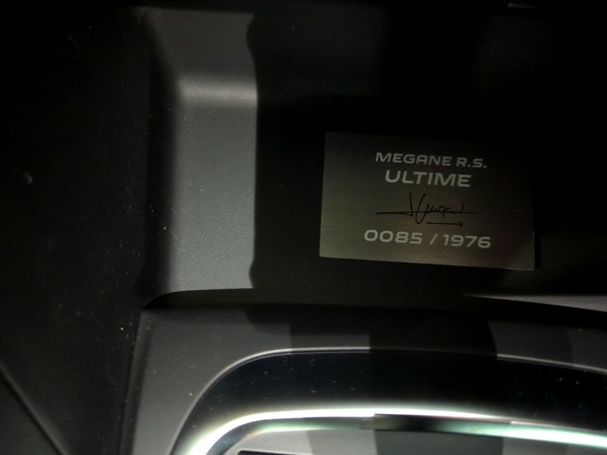 MEGANE R.S.
ULTIME
0085 / 1976